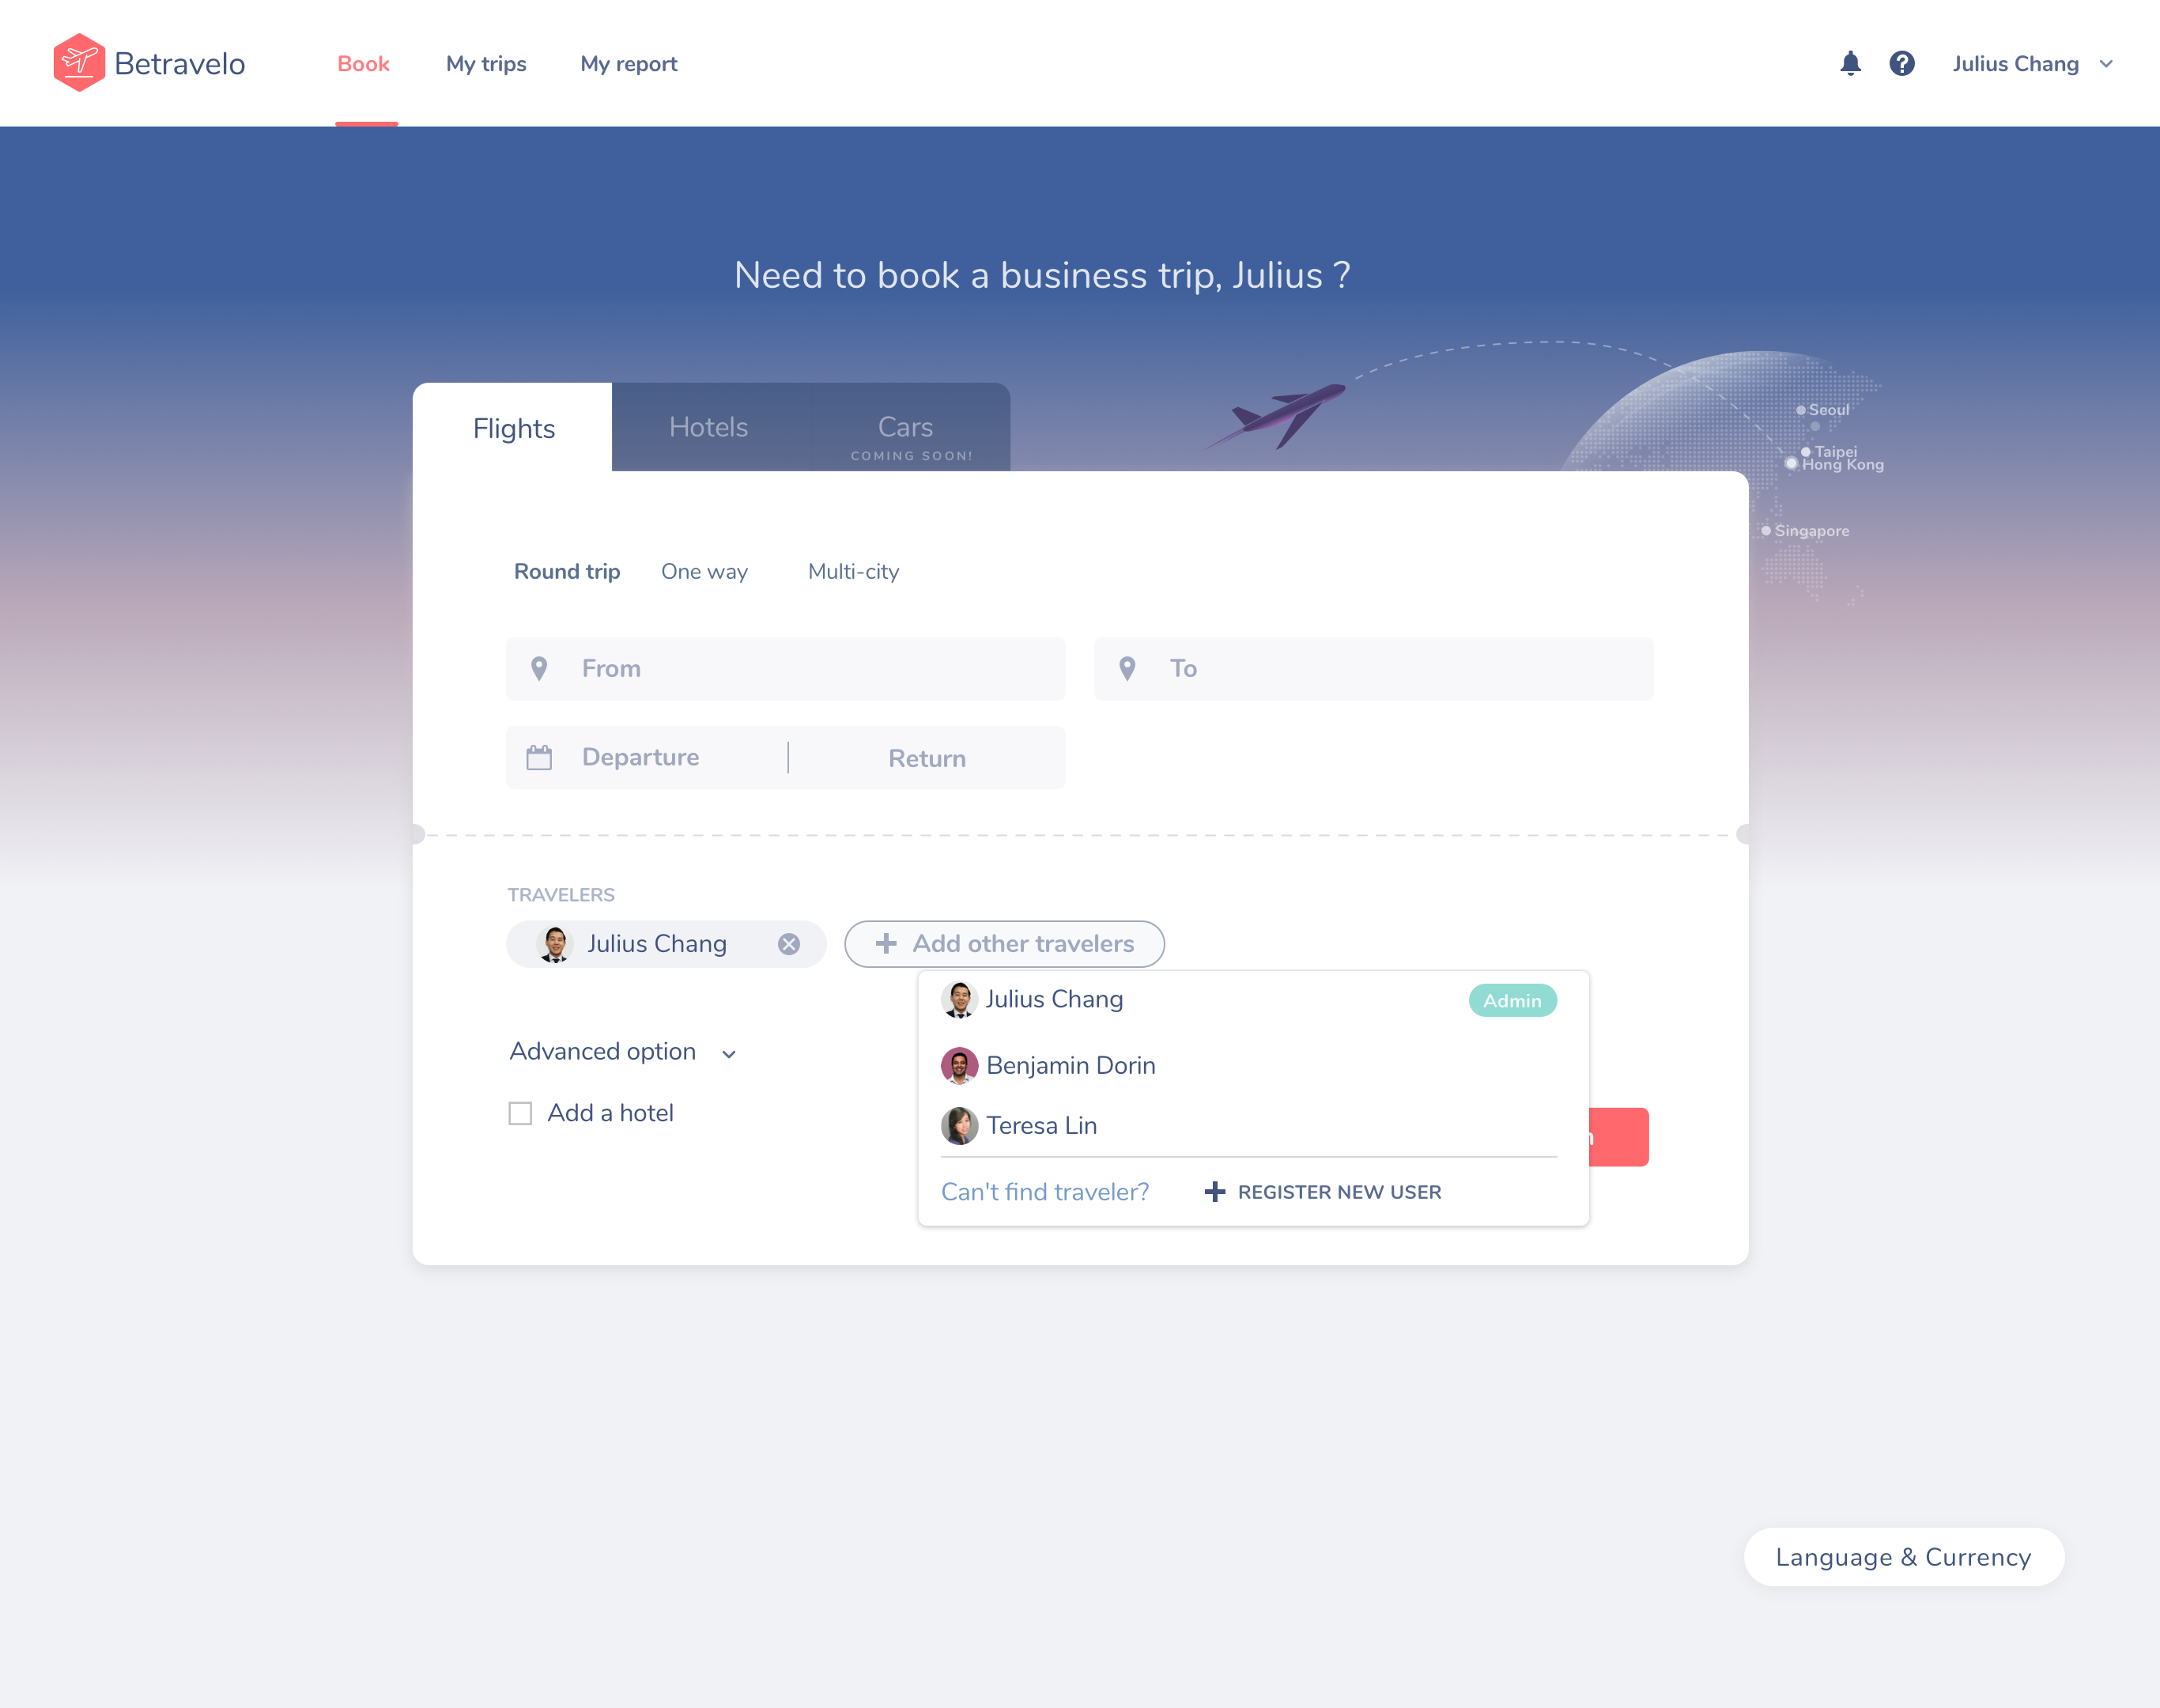 Betravelo
Book
My trips
My report
Julius Chang
Need to book a business trip, Julius ?
Seoul
Taipei
Hong Kong
Singapore
Flights
Hotels
Cars
COMING SOON!
Round trip
One way
Multi-city
From
To
Departure
Return
TRAVELERS
Julius Chang
Add other travelers
Julius Chang
Admin
Benjamin Dorin
Teresa Lin
Can't find traveler?
REGISTER NEW USER
Advanced option
Add a hotel
Language & Currency